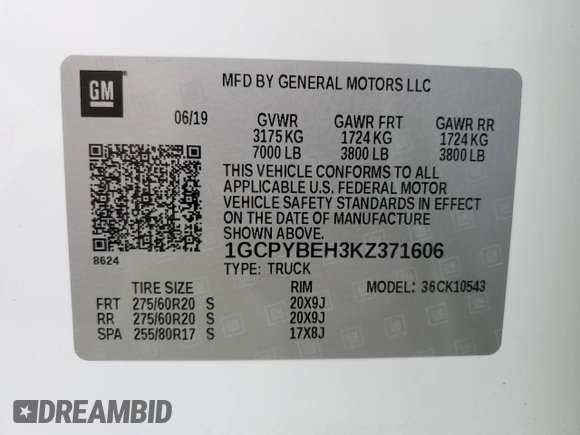 GM
MFD BY GENERAL MOTORS LLC
06/19 GVWR GAWR FRT GAWR RR
3175 KG 1724 KG 1724 KG
7000 LB 3800 LB 3800 LB
THIS VEHICLE CONFORMS TO ALL
APPLICABLE U.S. FEDERAL MOTOR
VEHICLE SAFETY STANDARDS IN EFFECT
ON THE DATE OF MANUFACTURE
SHOWN ABOVE.
8624
1GCPYBEH3KZ371606
TYPE: TRUCK
TIRE SIZE RIM MODEL: 36CK10543
FRT 275/60R20 S 20X9J
RR 275/60R20 S 20X9J
SPA 255/80R17 S 17X8J
DREAMBID